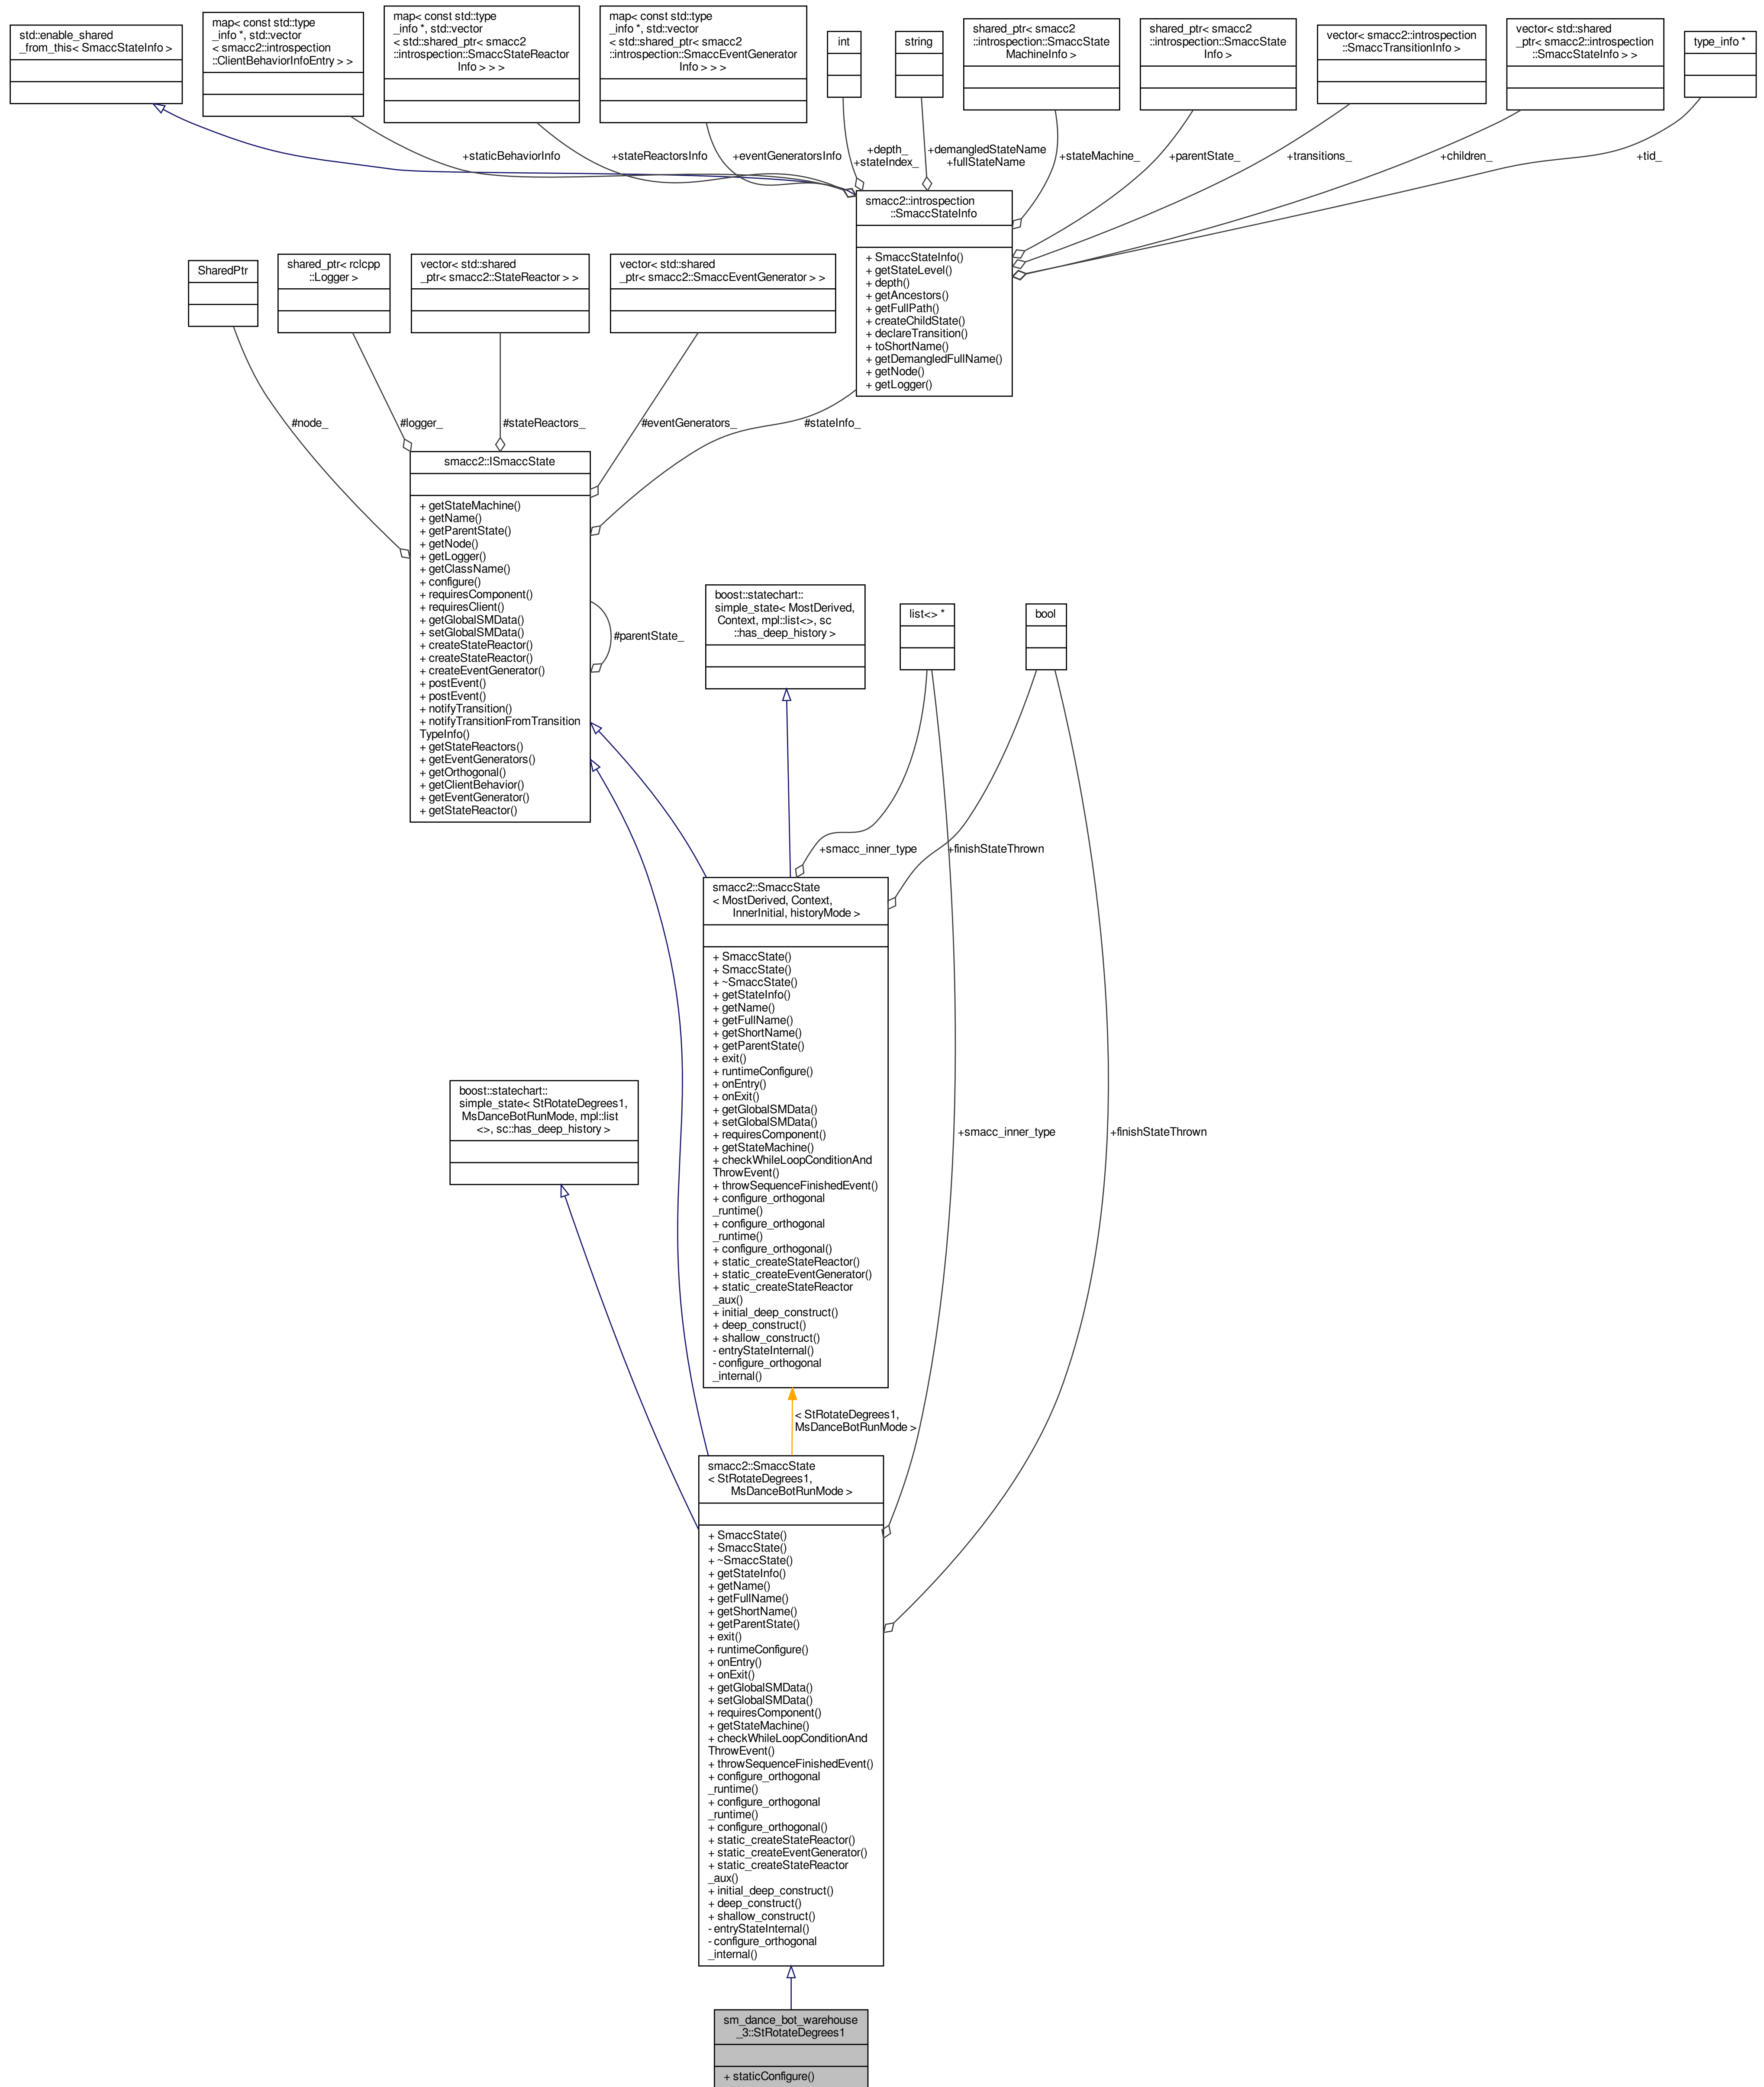 std::enable_shared
_from_this< SmaccStateInfo >
map< const std::type
_info *, std::vector
< smacc2::introspection
::ClientBehaviorInfoEntry > >
map< const std::type
_info *, std::vector
< std::shared_ptr< smacc2
::introspection::SmaccStateReactor
Info > > >
map< const std::type
_info *, std::vector
< std::shared_ptr< smacc2
::introspection::SmaccEventGenerator
Info > > >
int
string
shared_ptr< smacc2
::introspection::SmaccState
MachineInfo >
shared_ptr< smacc2
::introspection::SmaccState
Info >
vector< smacc2::introspection
::SmaccTransitionInfo >
vector< std::shared
_ptr< smacc2::introspection
::SmaccStateInfo > >
type_info *
+staticBehaviorInfo
+stateReactorsInfo
+eventGeneratorsInfo
+depth_
+stateIndex_
+demangledStateName
+fullStateName
+stateMachine_
+parentState_
+transitions_
+children_
+tid_
smacc2::introspection
::SmaccStateInfo
+ SmaccStateInfo()
+ getStateLevel()
+ depth()
+ getAncestors()
+ getFullPath()
+ createChildState()
+ declareTransition()
+ toShortName()
+ getDemangledFullName()
+ getNode()
+ getLogger()
SharedPtr
shared_ptr< rclcpp
::Logger >
vector< std::shared
_ptr< smacc2::StateReactor > >
vector< std::shared
_ptr< smacc2::SmaccEventGenerator > >
#node_
#logger_
#stateReactors_
#eventGenerators_
#stateInfo_
smacc2::ISmaccState
+ getStateMachine()
+ getName()
+ getParentState()
+ getNode()
+ getLogger()
+ getClassName()
+ configure()
+ requiresComponent()
+ requiresClient()
+ getGlobalSMData()
+ setGlobalSMData()
+ createStateReactor()
+ createStateReactor()
+ createEventGenerator()
+ postEvent()
+ postEvent()
+ notifyTransition()
+ notifyTransitionFromTransition
TypeInfo()
+ getStateReactors()
+ getEventGenerators()
+ getOrthogonal()
+ getClientBehavior()
+ getEventGenerator()
+ getStateReactor()
#parentState_
boost::statechart::
simple_state< MostDerived,
Context, mpl::list<>, sc
::has_deep_history >
list<> *
bool
+smacc_inner_type
+finishStateThrown
smacc2::SmaccState
< MostDerived, Context,
InnerInitial, historyMode >
+ SmaccState()
+ SmaccState()
+ ~SmaccState()
+ getStateInfo()
+ getName()
+ getFullName()
+ getShortName()
+ getParentState()
+ exit()
+ runtimeConfigure()
+ onEntry()
+ onExit()
+ getGlobalSMData()
+ setGlobalSMData()
+ requiresComponent()
+ getStateMachine()
+ checkWhileLoopConditionAnd
ThrowEvent()
+ throwSequenceFinishedEvent()
+ configure_orthogonal
_runtime()
+ configure_orthogonal
_runtime()
+ configure_orthogonal()
+ static_createStateReactor()
+ static_createEventGenerator()
+ static_createStateReactor
_aux()
+ initial_deep_construct()
+ deep_construct()
+ shallow_construct()
- entryStateInternal()
- configure_orthogonal
_internal()
boost::statechart::
simple_state< StRotateDegrees1,
MsDanceBotRunMode, mpl::list
<>, sc::has_deep_history >
+smacc_inner_type
+finishStateThrown
< StRotateDegrees1,
MsDanceBotRunMode >
smacc2::SmaccState
< StRotateDegrees1,
MsDanceBotRunMode >
+ SmaccState()
+ SmaccState()
+ ~SmaccState()
+ getStateInfo()
+ getName()
+ getFullName()
+ getShortName()
+ getParentState()
+ exit()
+ runtimeConfigure()
+ onEntry()
+ onExit()
+ getGlobalSMData()
+ setGlobalSMData()
+ requiresComponent()
+ getStateMachine()
+ checkWhileLoopConditionAnd
ThrowEvent()
+ throwSequenceFinishedEvent()
+ configure_orthogonal
_runtime()
+ configure_orthogonal
_runtime()
+ configure_orthogonal()
+ static_createStateReactor()
+ static_createEventGenerator()
+ static_createStateReactor
_aux()
+ initial_deep_construct()
+ deep_construct()
+ shallow_construct()
- entryStateInternal()
- configure_orthogonal
_internal()
sm_dance_bot_warehouse
_3::StRotateDegrees1
+ staticConfigure()